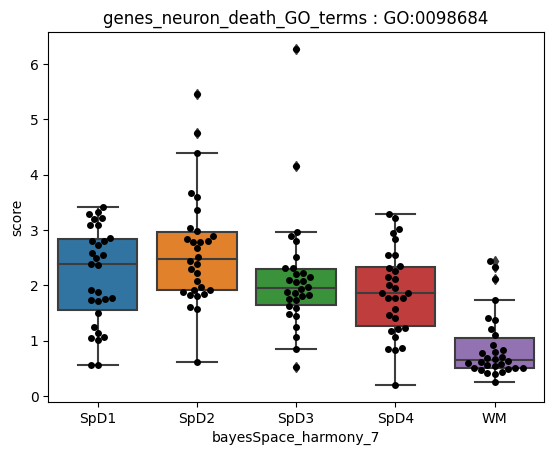 genes_neuron_death_GO_terms : GO:0098684
score
6
5
4
3
2
1
0
SpD1 SpD2 SpD3 SpD4 WM
bayesSpace_harmony_7